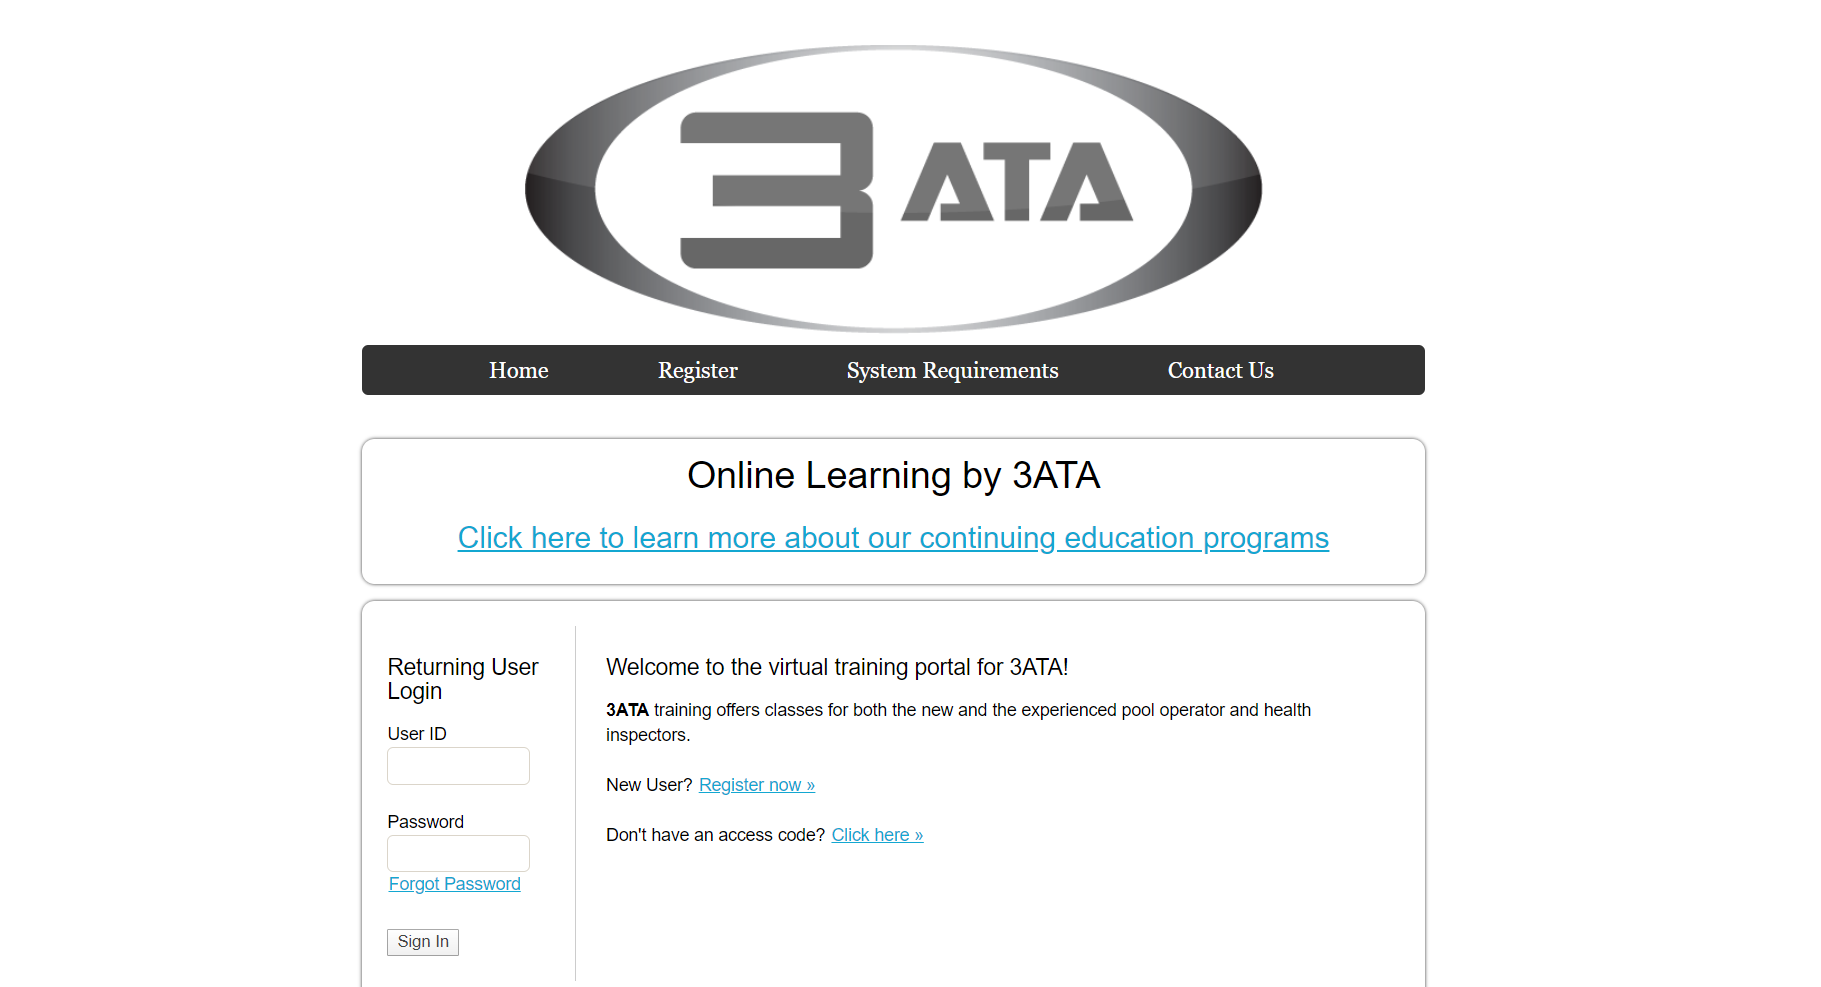 3 ATA
Home Register System Requirements Contact Us
Online Learning by 3ATA
Click here to learn more about our continuing education programs
Returning User
Login
User ID
Password
Forgot Password
Sign In
Welcome to the virtual training portal for 3ATA!
3ATA training offers classes for both the new and the experienced pool operator and health
inspectors.
New User? Register now »
Don't have an access code? Click here »